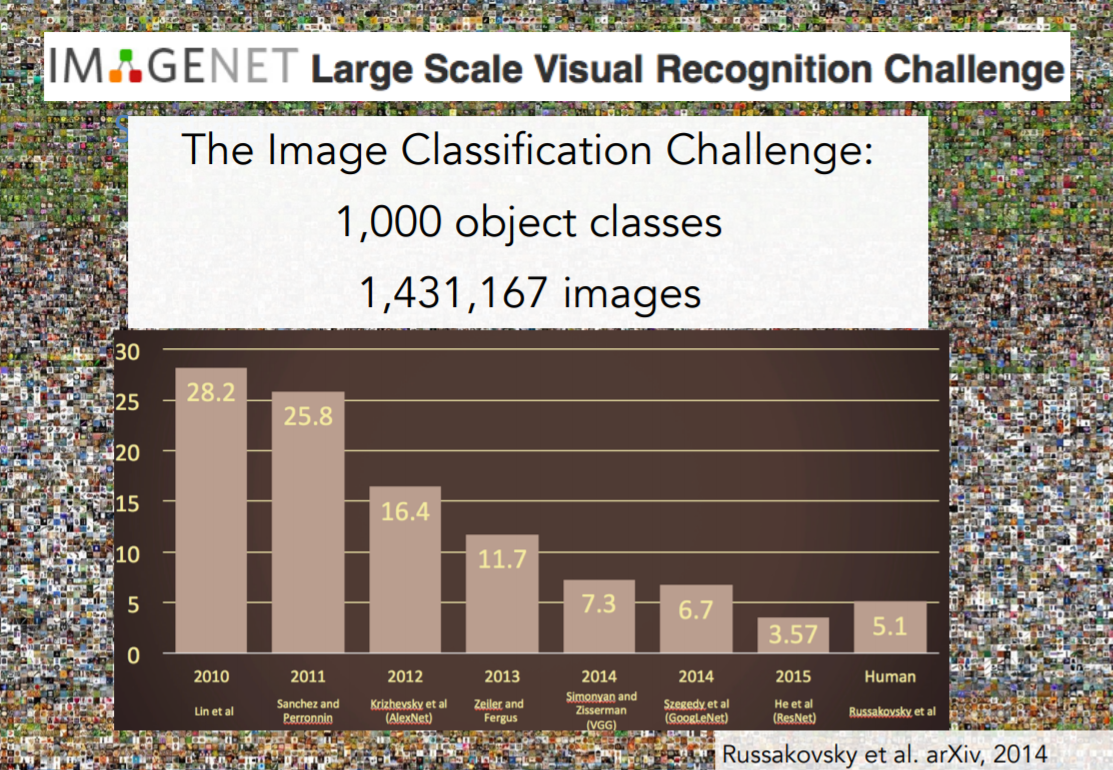 IMAGENET Large Scale Visual Recognition Challenge
The Image Classification Challenge:
1,000 object classes
1,431,167 images
30
25
20
15
10
5
0
28.2
25.8
16.4
11.7
7.3
6.7
3.57
5.1
2010
2011
2012
2013
2014
2014
2015
Human
Lin et al
Sanchez and
Perronnin
Krizhevsky et al
(AlexNet)
Zeiler and
Fergus
Simonyan and
Zisserman
(VGG)
Szegedy et al
(GoogLeNet)
He et al
(ResNet)
Russakovsky et al
Russakovsky et al. arXiv, 2014